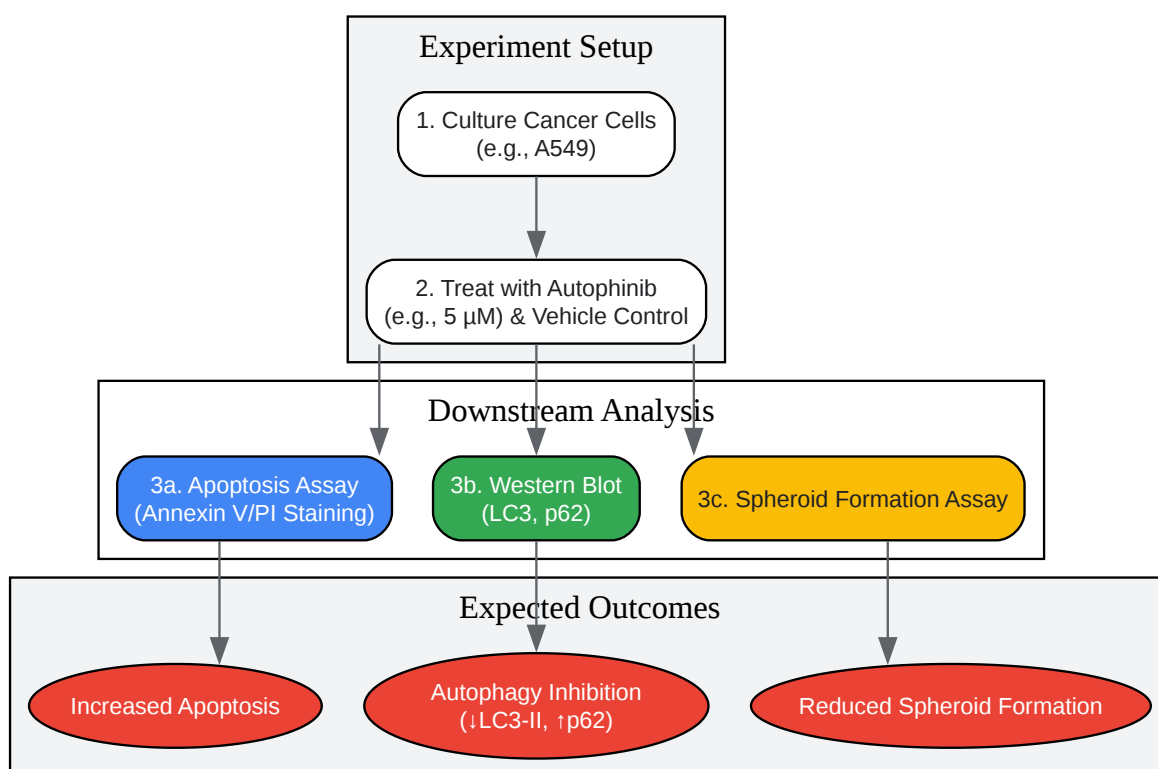 Experiment Setup
1. Culture Cancer Cells
(e.g., A549)
2. Treat with Autophinib
(e.g., 5 µM) & Vehicle Control
Downstream Analysis
3a. Apoptosis Assay
(Annexin V/PI Staining)
3b. Western Blot
(LC3, p62)
3c. Spheroid Formation Assay
Expected Outcomes
Increased Apoptosis
Autophagy Inhibition
(↓LC3-II, ↑p62)
Reduced Spheroid Formation